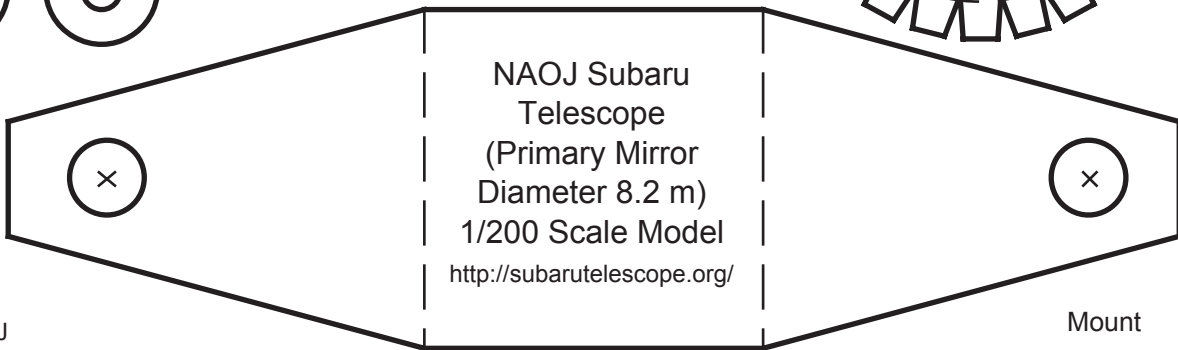 NAOJ Subaru
Telescope
(Primary Mirror
Diameter 8.2 m)
1/200 Scale Model
http://subarutelescope.org/
Mount